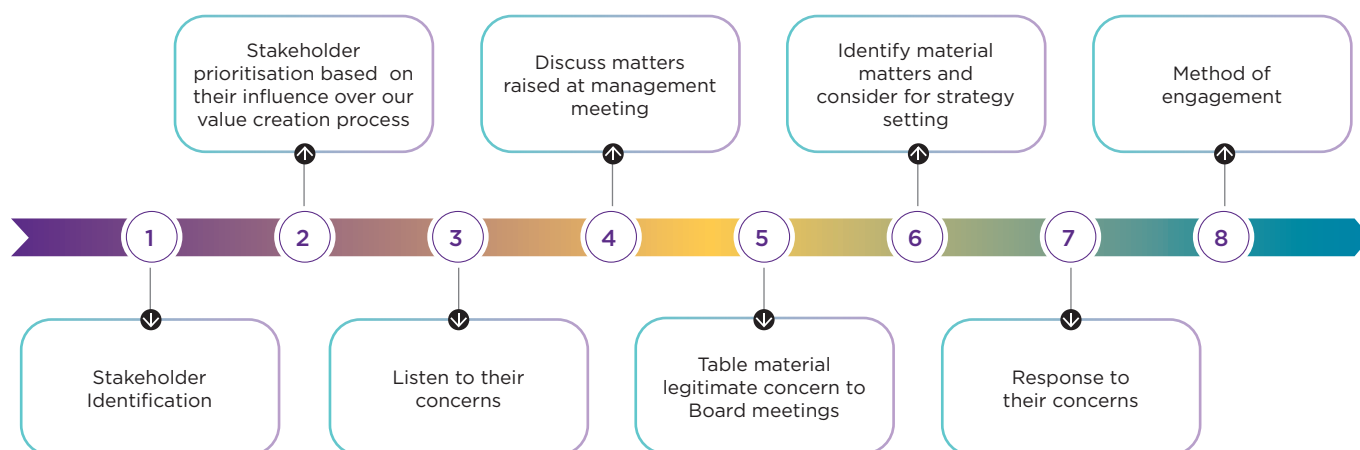 Stakeholder
prioritisation based on
their influence over our
value creation process
Discuss matters
raised at management
meeting
Identify material
matters and
consider for strategy
setting
Method of
engagement
1
2
3
4
5
6
7
8
Stakeholder
Identification
Listen to their
concerns
Table material
legitimate concern to
Board meetings
Response to
their concerns